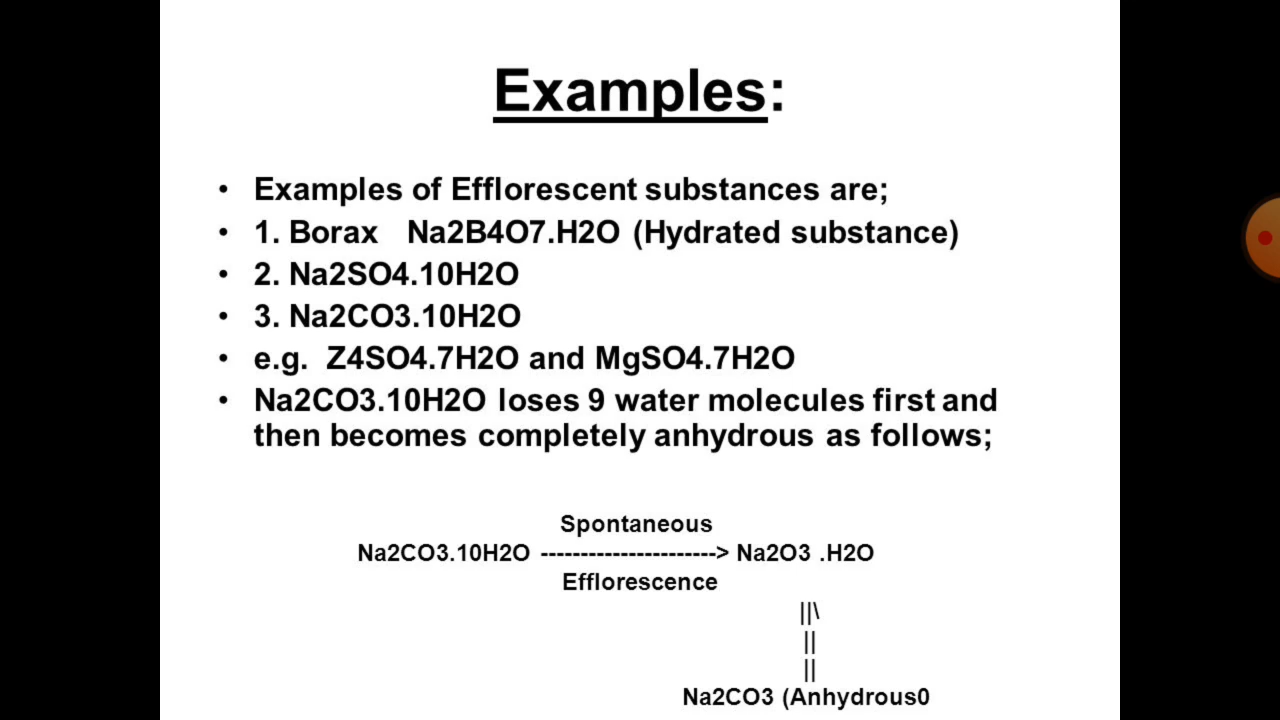 Examples:
• Examples of Efflorescent substances are;
• 1. Borax Na2B4O7.H2O (Hydrated substance)
• 2. Na2SO4.10H2O
• 3. Na2CO3.10H2O
• e.g. Z4SO4.7H2O and MgSO4.7H2O
• Na2CO3.10H2O loses 9 water molecules first and
then becomes completely anhydrous as follows;
Spontaneous
Na2CO3.10H2O ----------------------> Na2O3 .H2O
Efflorescence
||\
||
||
Na2CO3 (Anhydrous0